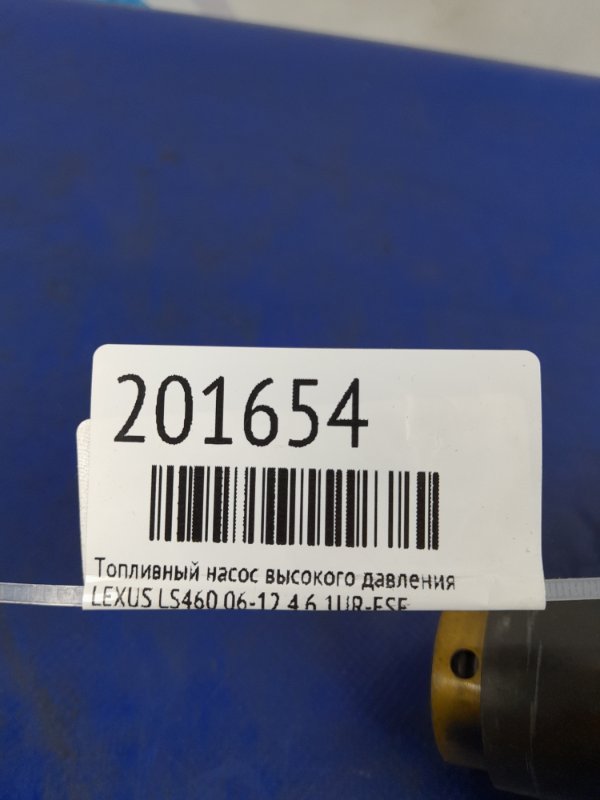 201654
Топливный насос высокого давления
LEXUS LS460 06-12 4.6 1UR-FSE